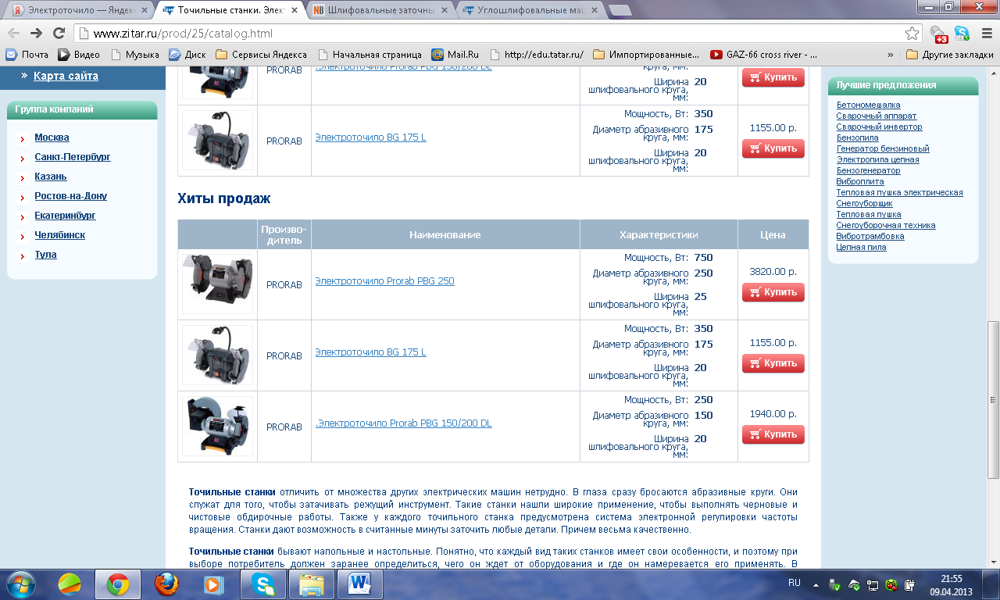 Электроточило — Яндек
Точильные станки. Элект
Шлифовальные заточны
Углошлифовальные маш
www.zitar.ru/prod/25/catalog.html
+3
Почта
Видео
Музыка
Диск
Сервисы Яндекса
Начальная страница
Mail.Ru
http://edu.tatar.ru/
Импортированные...
GAZ-66 cross river - ...
»
Другие закладки
» Карта сайта
Группа компаний
Москва
Санкт-Петербург
Казань
Ростов-на-Дону
Екатеринбург
Челябинск
Тула
PRORAB
.Электроточило Prorab PBG 150/200 DL
круга, мм:
Ширина 20
шлифовального круга,
мм:
Купить
PRORAB
Электроточило BG 175 L
Мощность, Вт: 350
Диаметр абразивного 175
круга, мм:
Ширина 20
шлифовального круга,
мм:
1155.00 р.
Купить
Хиты продаж
Произво-
дитель
Наименование
Характеристики
Цена
PRORAB
Электроточило Prorab PBG 250
Мощность, Вт: 750
Диаметр абразивного 250
круга, мм:
Ширина 25
шлифовального круга,
мм:
3820.00 р.
Купить
PRORAB
Электроточило BG 175 L
Мощность, Вт: 350
Диаметр абразивного 175
круга, мм:
Ширина 20
шлифовального круга,
мм:
1155.00 р.
Купить
PRORAB
.Электроточило Prorab PBG 150/200 DL
Мощность, Вт: 250
Диаметр абразивного 150
круга, мм:
Ширина 20
шлифовального круга,
мм:
1940.00 р.
Купить
Точильные станки отличить от множества других электрических машин нетрудно. В глаза сразу бросаются абразивные круги. Они
служат для того, чтобы затачивать режущий инструмент. Такие станки нашли широкие применение, чтобы выполнять черновые и
чистовые обдирочные работы. Также у каждого точильного станка предусмотрена система электронной регулировки частоты
вращения. Станки дают возможность в считанные минуты заточить любые детали. Причем весьма качественно.
Точильные станки бывают напольные и настольные. Понятно, что каждый вид таких станков имеет свои особенности, и поэтому при
выборе потребитель должен заранее определиться, чего он ждет от оборудования и где он намеревается его применять. В
Лучшие предложения
Бетономешалка
Сварочный аппарат
Сварочный инвертор
Бензопила
Генератор бензиновый
Электропила цепная
Бензогенератор
Виброплита
Тепловая пушка электрическая
Снегоуборщик
Тепловая пушка
Снегоуборочная техника
Вибротрамбовка
Цепная пила
RU
21:55
09.04.2013